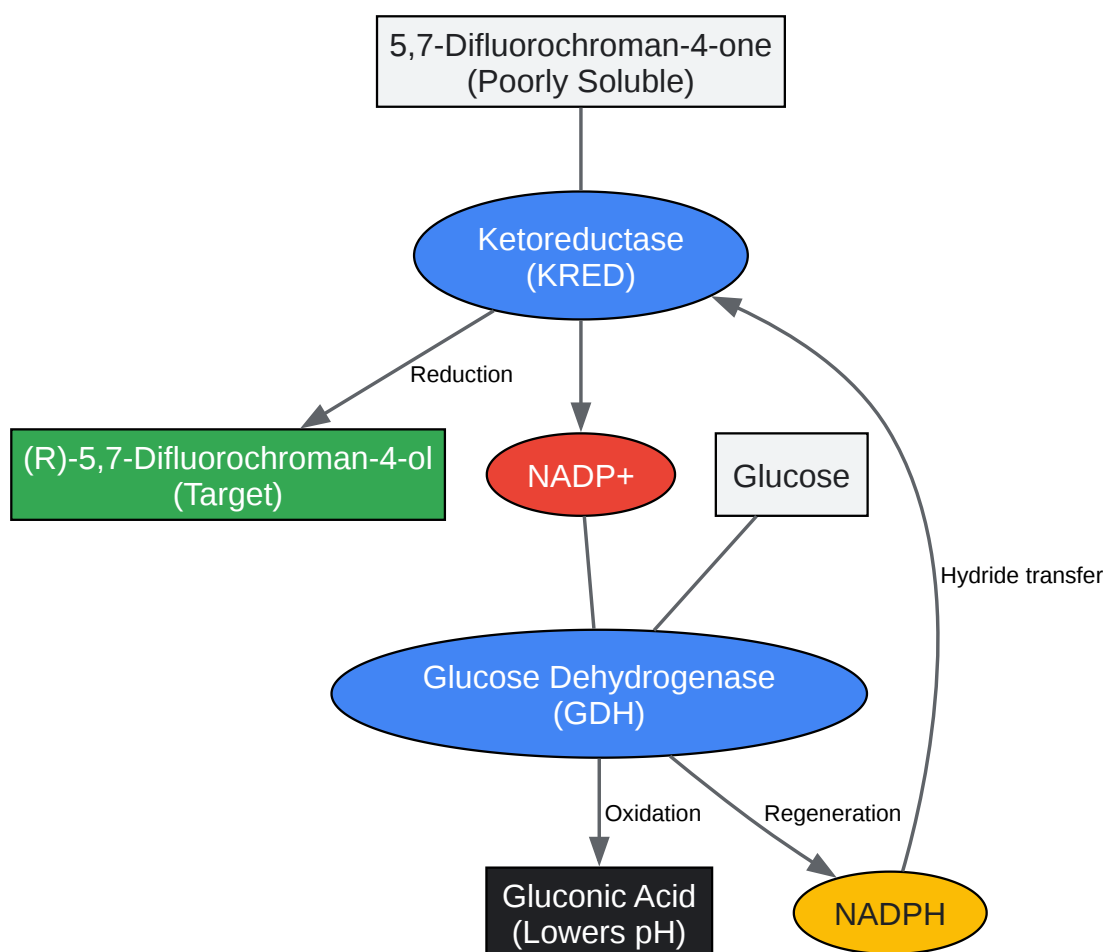 5,7-Difluorochroman-4-one
(Poorly Soluble)
Ketoreductase
(KRED)
Reduction
(R)-5,7-Difluorochroman-4-ol
(Target)
NADP+
Glucose
Hydride transfer
Glucose Dehydrogenase
(GDH)
Oxidation
Regeneration
Gluconic Acid
(Lowers pH)
NADPH